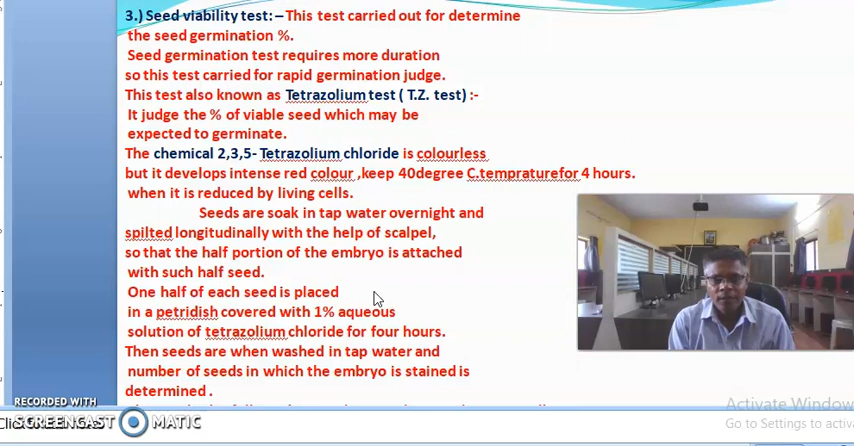 3.) Seed viability test: – This test carried out for determine
the seed germination %.
Seed germination test requires more duration
so this test carried for rapid germination judge.
This test also known as Tetrazolium test ( T.Z. test) :-
It judge the % of viable seed which may be
expected to germinate.
The chemical 2,3,5- Tetrazolium chloride is colourless
but it develops intense red colour ,keep 40degree C.tempraturefor 4 hours.
when it is reduced by living cells.
Seeds are soak in tap water overnight and
spilted longitudinally with the help of scalpel,
so that the half portion of the embryo is attached
with such half seed.
One half of each seed is placed
in a petridish covered with 1% aqueous
solution of tetrazolium chloride for four hours.
Then seeds are when washed in tap water and
number of seeds in which the embryo is stained is
determined .
RECORDED WITH
SCREENCAST MATIC
Activate Window
Go to Settings to activ